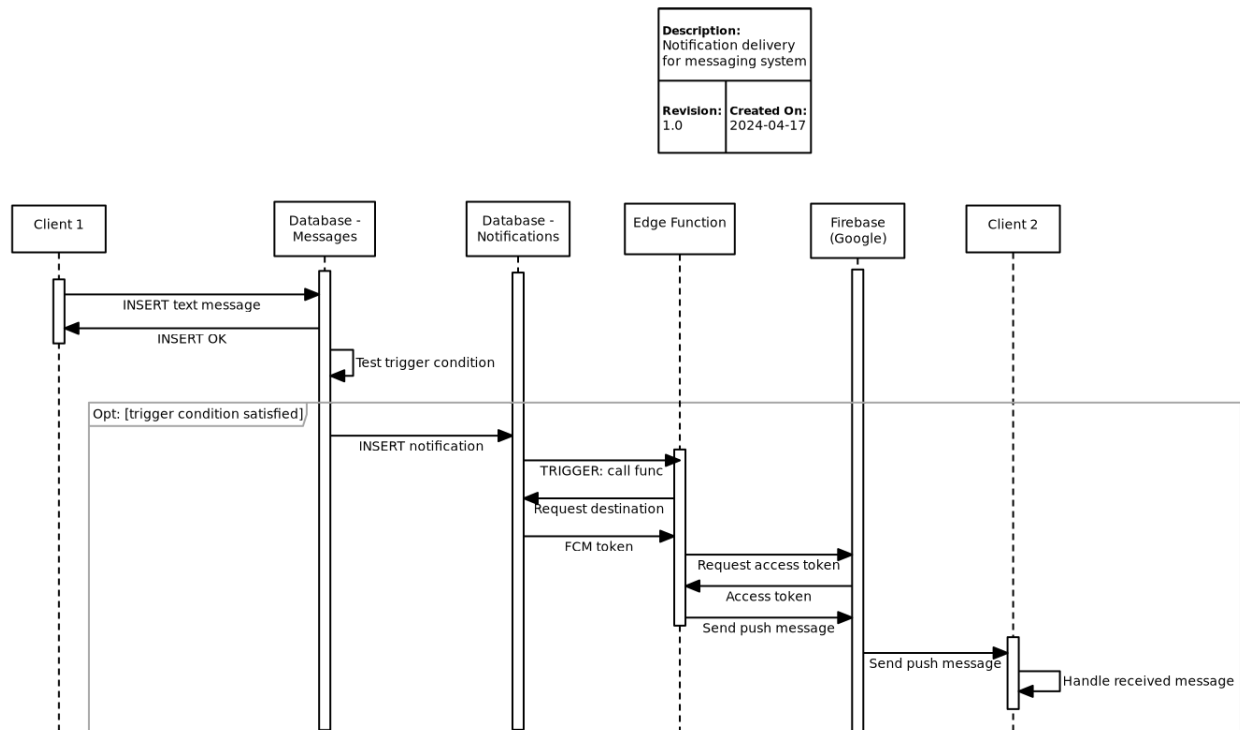 Description:
Notification delivery
for messaging system
Revision:
1.0
Created On:
2024-04-17
Client 1
Database -
Messages
Database -
Notifications
Edge Function
Firebase
(Google)
Client 2
INSERT text message
INSERT OK
Test trigger condition
Opt: [trigger condition satisfied]
INSERT notification
TRIGGER: call func
Request destination
FCM token
Request access token
Access token
Send push message
Send push message
Handle received message